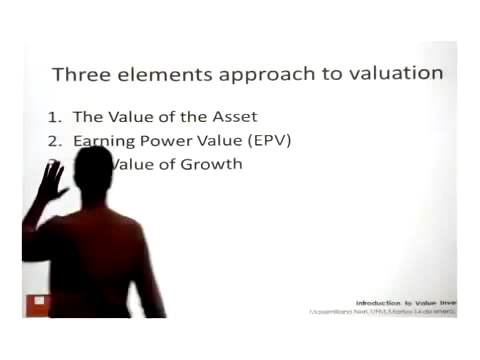 Three elements approach to valuation
1. The Value of the Asset
2. Earning Power Value (EPV)
Value of Growth
Introduction to Value Inve
Massimiliano Neri, UFM, Martes 14 de enero,